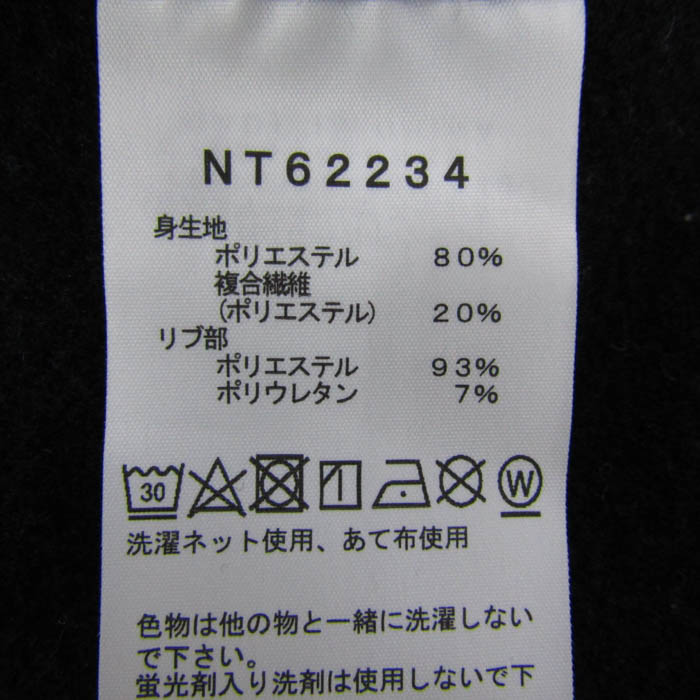 NT62234
身生地
ポリエステル 80%
複合繊維
(ポリエステル) 20%
リブ部
ポリエステル 93%
ポリウレタン 7%
30 W
洗濯ネット使用、あて布使用
色物は他の物と一緒に洗濯しない
で下さい。
蛍光剤入り洗剤は使用しないで下